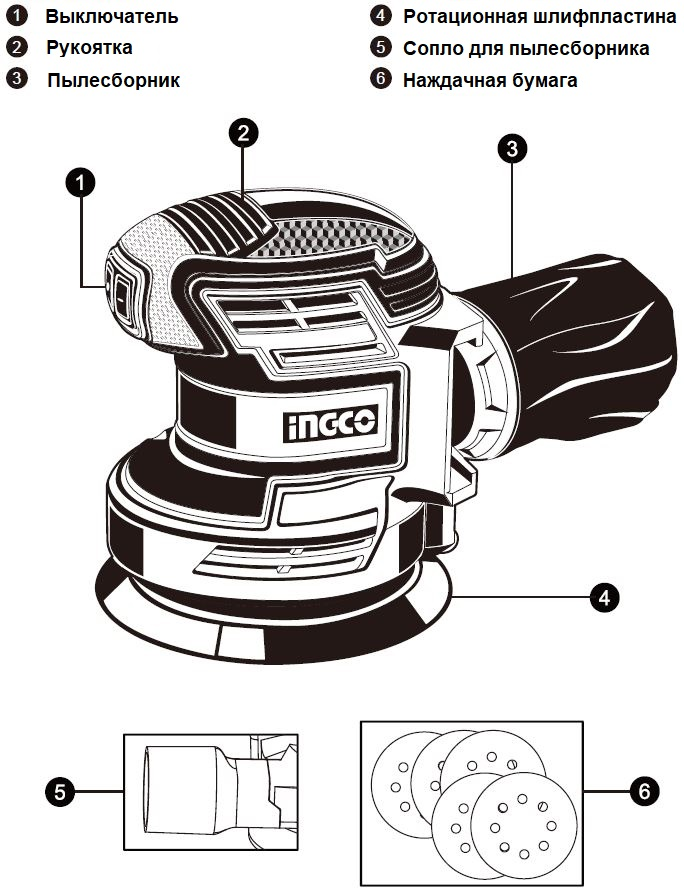 1 Выключатель
2 Рукоятка
3 Пылесборник
4 Ротационная шлифпластина
5 Сопло для пылесборника
6 Наждачная бумага
2
3
1
INGCO
4
5
6